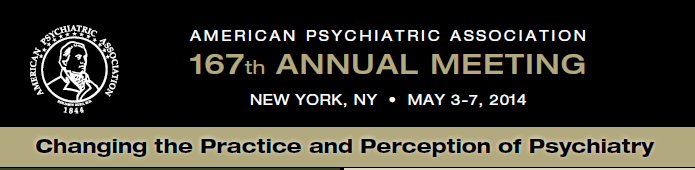 AMERICAN PSYCHIATRIC ASSOCIATION
1844
AMERICAN PSYCHIATRIC ASSOCIATION
167th ANNUAL MEETING
NEW YORK, NY • MAY 3-7, 2014
Changing the Practice and Perception of Psychiatry